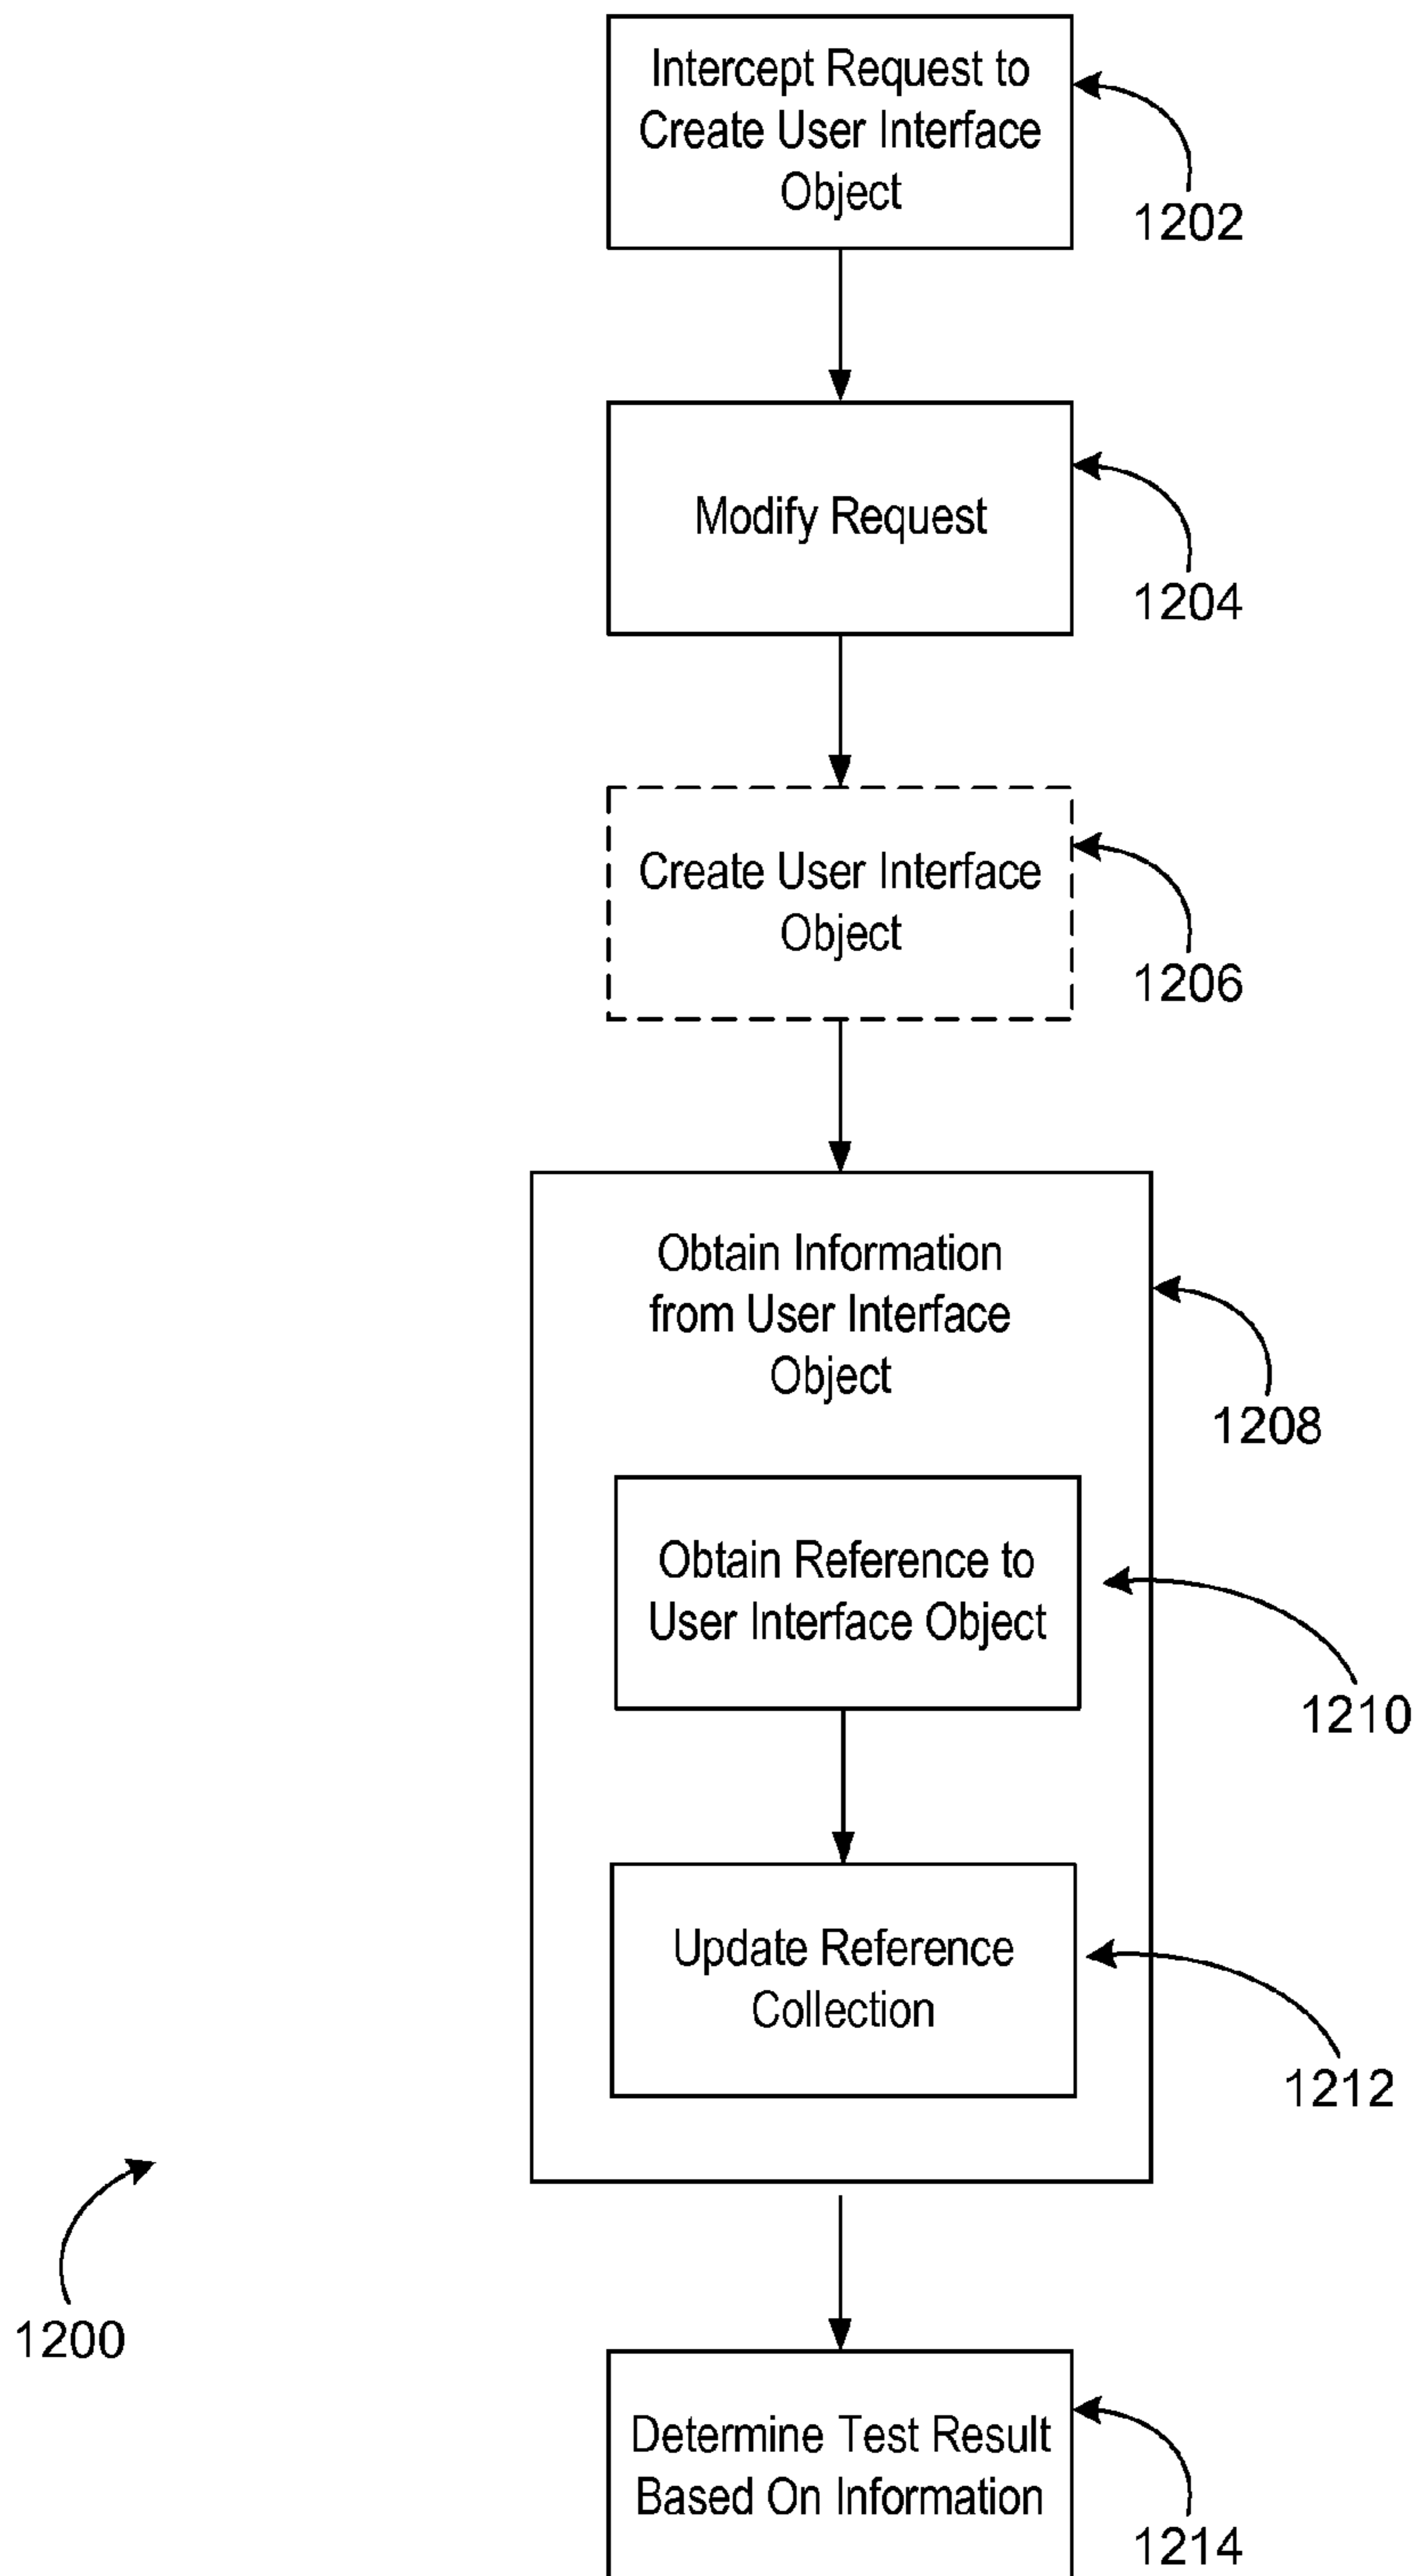 Intercept Request to
Create User Interface
Object
1202
Modify Request
1204
Create User Interface
Object
1206
Obtain Information
from User Interface
Object
1208
Obtain Reference to
User Interface Object
1210
Update Reference
Collection
1212
1200
Determine Test Result
Based On Information
1214